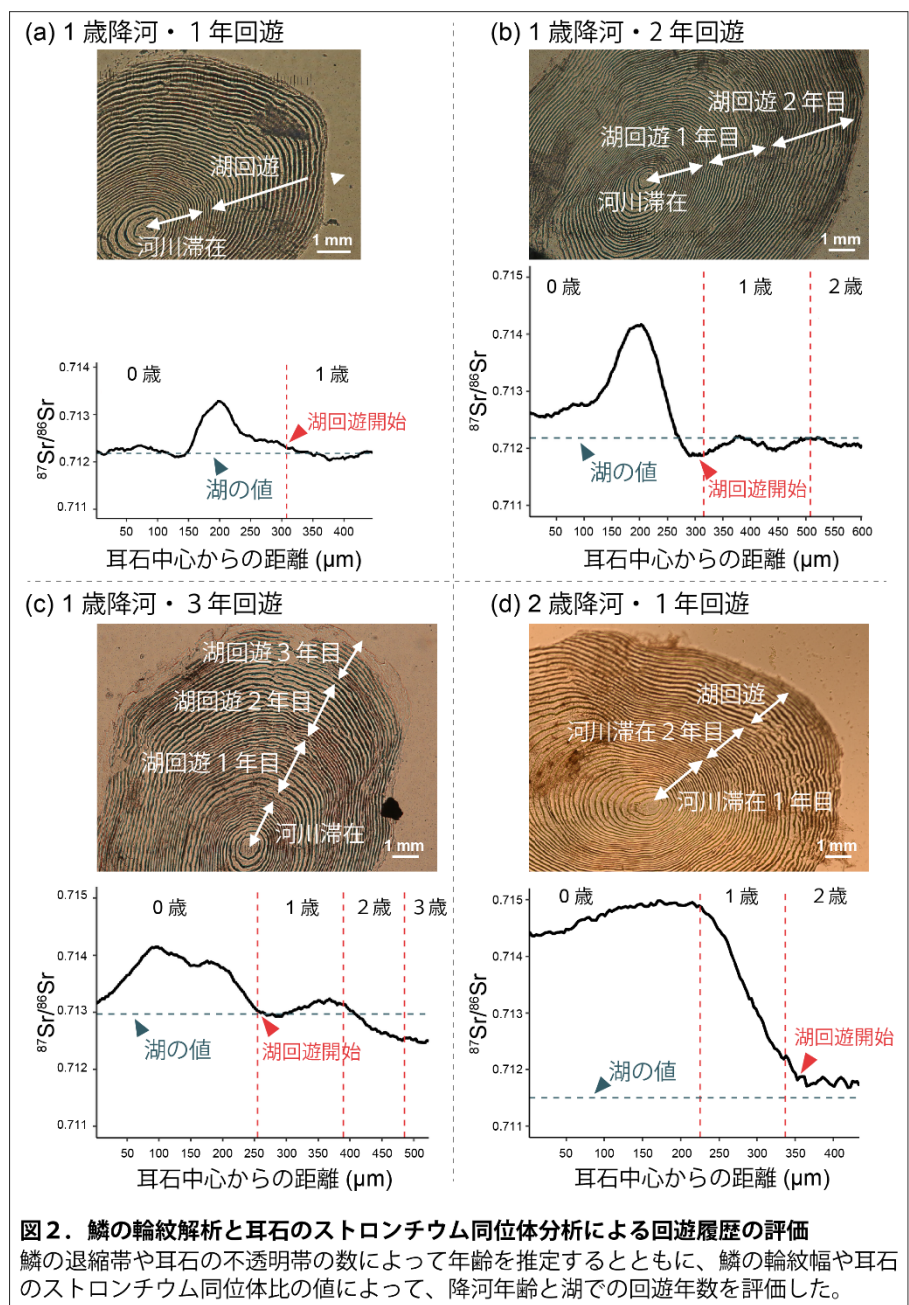 (a) 1 歳降河・1年回遊
湖回遊
河川滞在
1 mm
0 歳
1 歳
湖回遊開始
湖の値
87Sr/86Sr
0.714
0.713
0.712
0.711
50 100 150 200 250 300 350 400
耳石中心からの距離 (µm)
(b) 1 歳降河・2年回遊
湖回遊 2 年目
湖回遊 1 年目
河川滞在
1 mm
0 歳
1 歳
2 歳
湖の値
湖回遊開始
87Sr/86Sr
0.715
0.714
0.713
0.712
0.711
50 100 150 200 250 300 350 400 450 500 550 600
耳石中心からの距離 (µm)
(c) 1 歳降河・3年回遊
湖回遊 3 年目
湖回遊 2 年目
湖回遊 1 年目
河川滞在
1 mm
0 歳
1 歳
2 歳
3 歳
湖の値
湖回遊開始
87Sr/86Sr
0.715
0.714
0.713
0.712
0.711
50 100 150 200 250 300 350 400 450 500
耳石中心からの距離 (µm)
(d) 2 歳降河・1年回遊
湖回遊
河川滞在 2 年目
河川滞在 1 年目
1 mm
0 歳
1 歳
2 歳
湖回遊開始
湖の値
87Sr/86Sr
0.715
0.714
0.713
0.712
0.711
50 100 150 200 250 300 350 400
耳石中心からの距離 (µm)
図2．鱗の輪紋解析と耳石のストロンチウム同位体分析による回遊履歴の評価
鱗の退縮帯や耳石の不透明帯の数によって年齢を推定するとともに、鱗の輪紋幅や耳石
のストロンチウム同位体比の値によって、降河年齢と湖での回遊年数を評価した。